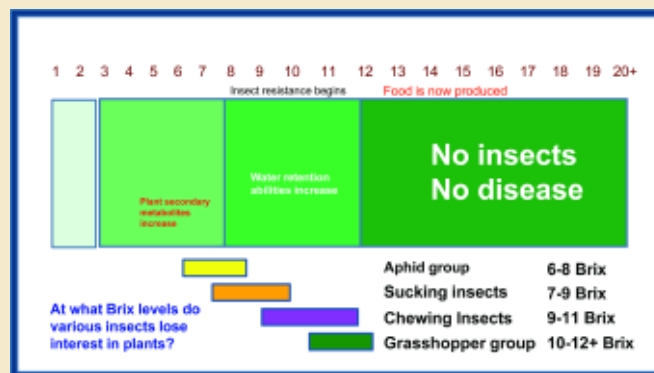 1 2 3 4 5 6 7 8 9 10 11 12 13 14 15 16 17 18 19 20+
Insect resistance begins
Food is now produced
No insects
No disease
Water retention
abilities increase
Plant secondary
metabolites
increase
Aphid group 6-8 Brix
Sucking insects 7-9 Brix
Chewing Insects 9-11 Brix
Grasshopper group 10-12+ Brix
At what Brix levels do
various insects lose
interest in plants?